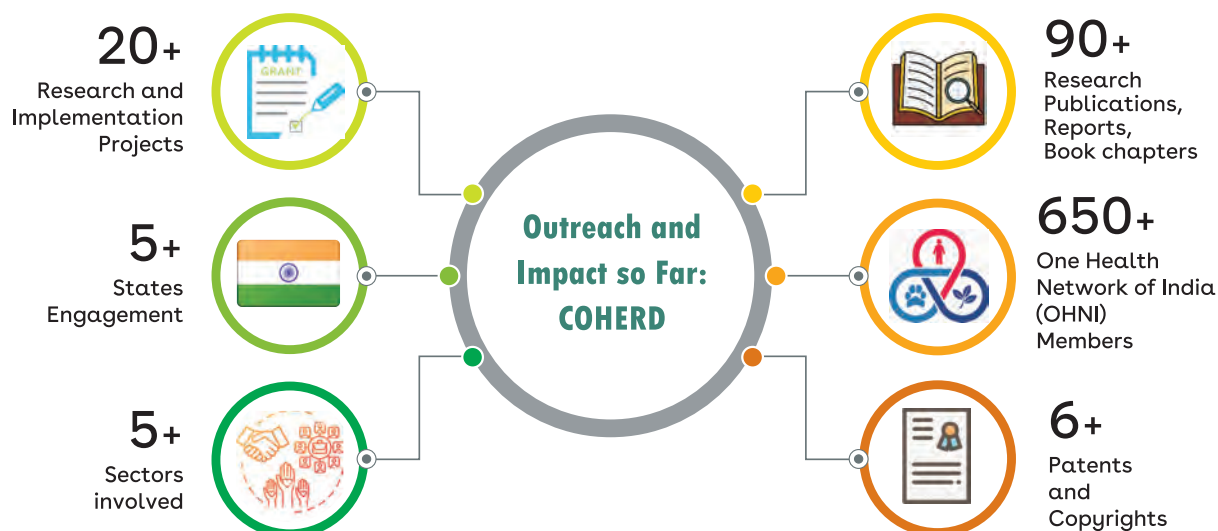 20+
Research and
Implementation
Projects
GRANT
5+
States
Engagement
5+
Sectors
involved
Outreach and
Impact so Far:
COHERD
90+
Research
Publications,
Reports,
Book chapters
650+
One Health
Network of India
(OHNI)
Members
6+
Patents
and
Copyrights